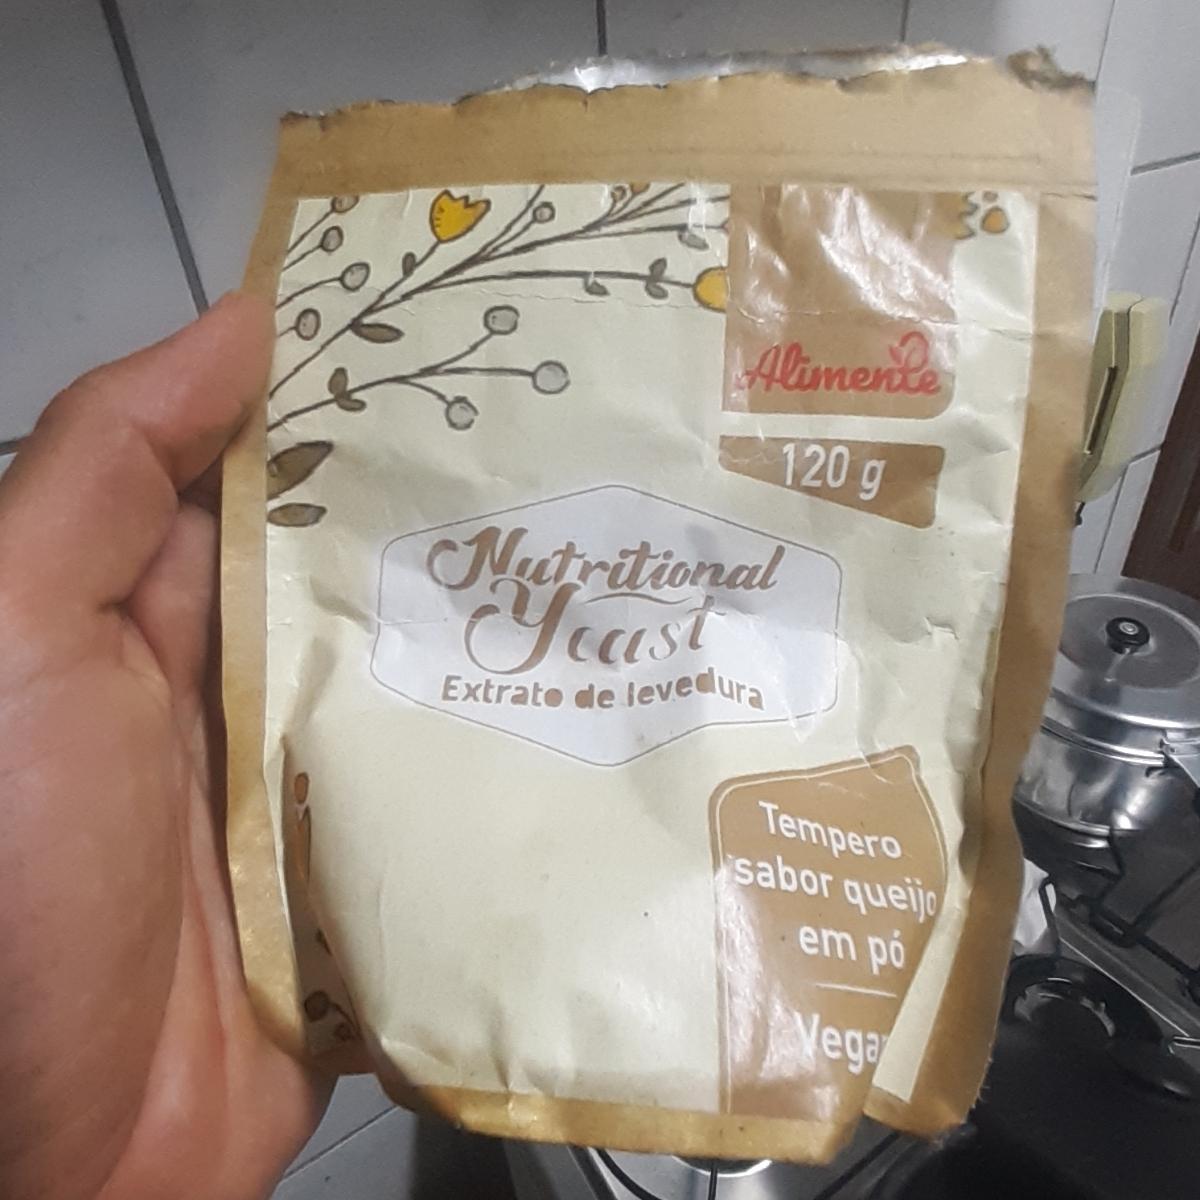 Alimente
120 g
Nutritional
Yeast
Extrato de levedura
Tempero
sabor queijo
em pó